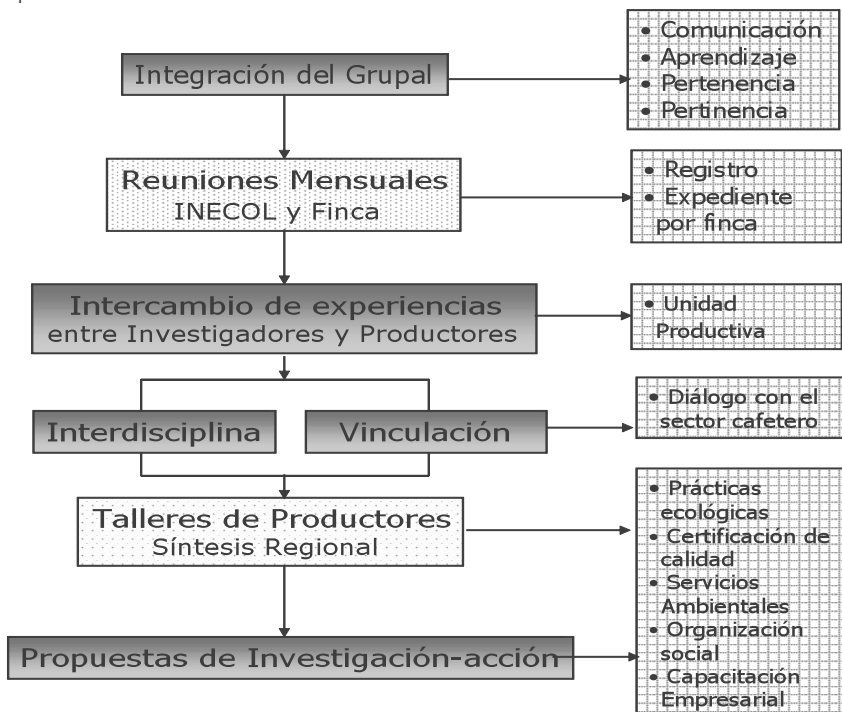 Integración del Grupal
• Comunicación
• Aprendizaje
• Pertenencia
• Pertinencia
Reuniones Mensuales
INECOL y Finca
• Registro
• Expediente
por finca
Intercambio de experiencias
entre Investigadores y Productores
• Unidad
Productiva
Interdisciplina
Vinculación
• Diálogo con el
sector cafetero
Talleres de Productores
Síntesis Regional
• Prácticas
ecológicas
• Certificación de
calidad
• Servicios
Ambientales
• Organización
social
• Capacitación
Empresarial
Propuestas de Investigación-acción